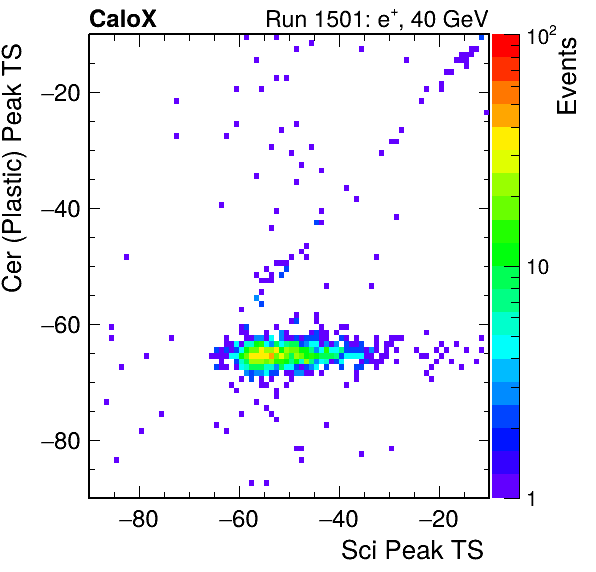 CaloX Run 1501: e⁺, 40 GeV
Cer (Plastic) Peak TS
−20
−40
−60
−80
−80 −60 −40 −20
Sci Peak TS
10²
10
1
Events